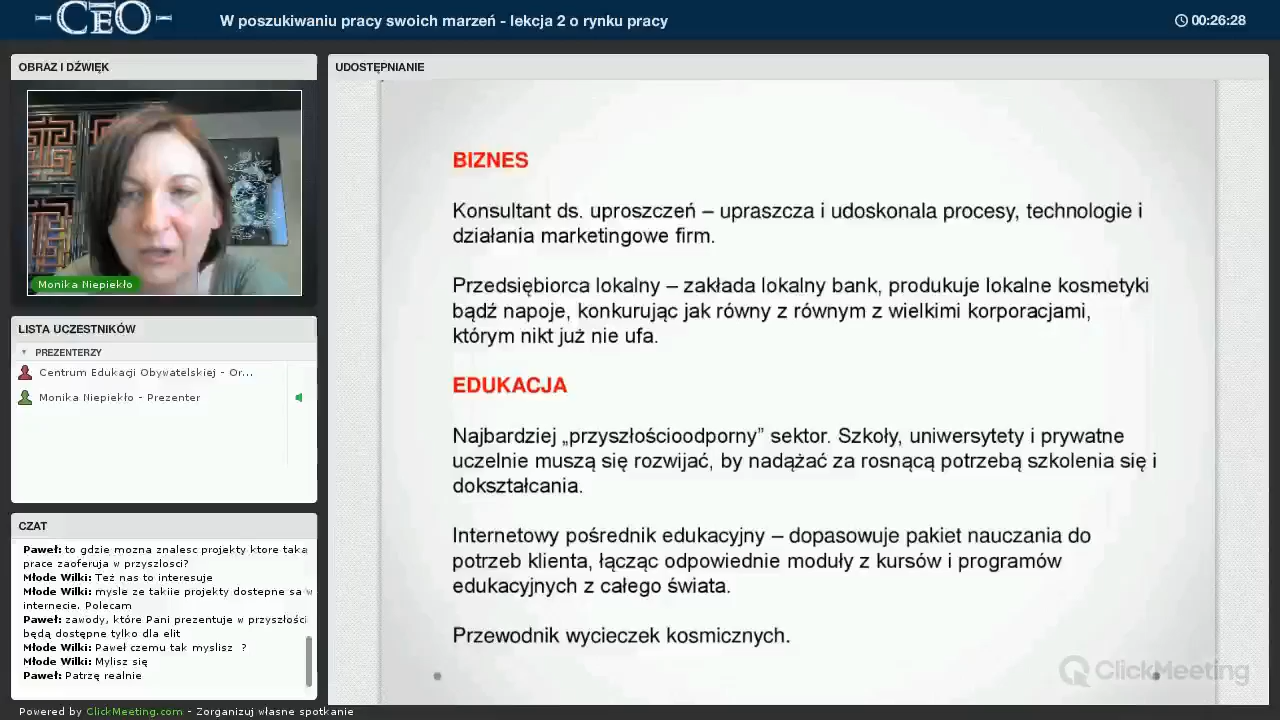 CEO
W poszukiwaniu pracy swoich marzeń - lekcja 2 o rynku pracy
00:26:28
OBRAZ I DŹWIĘK
Monika Niepiekło
LISTA UCZESTNIKÓW
PREZENTERZY
Centrum Edukacji Obywatelskiej - Or...
Monika Niepiekło - Prezenter
CZAT
Paweł: to gdzie mozna znalesc projekty ktore taka
prace zaoferuja w przyszlosci?
Młode Wilki: Też nas to interesuje
Młode Wilki: mysle ze takiie projekty dostepne sa w
internecie. Polecam
Paweł: zawody, które Pani prezentuje w przyszłości
będą dostępne tylko dla elit
Młode Wilki: Paweł czemu tak myslisz ?
Młode Wilki: Mylisz się
Paweł: Patrzę realnie
UDOSTĘPNIANIE
BIZNES
Konsultant ds. uproszczeń – upraszcza i udoskonala procesy, technologie i
działania marketingowe firm.
Przedsiębiorca lokalny – zakłada lokalny bank, produkuje lokalne kosmetyki
bądź napoje, konkurując jak równy z równym z wielkimi korporacjami,
którym nikt już nie ufa.
EDUKACJA
Najbardziej „przyszłościoodporny” sektor. Szkoły, uniwersytety i prywatne
uczelnie muszą się rozwijać, by nadążać za rosnącą potrzebą szkolenia się i
dokształcania.
Internetowy pośrednik edukacyjny – dopasowuje pakiet nauczania do
potrzeb klienta, łącząc odpowiednie moduły z kursów i programów
edukacyjnych z całego świata.
Przewodnik wycieczek kosmicznych.
ClickMeeting
Powered by ClickMeeting.com - Zorganizuj własne spotkanie